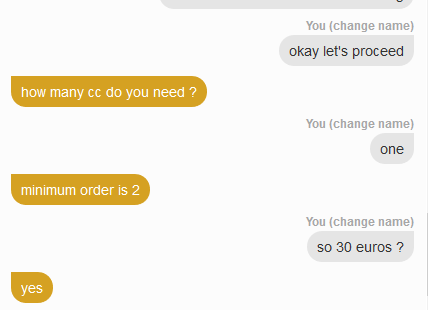 You (change name)
okay let's proceed
how many cc do you need ?
You (change name)
one
minimum order is 2
You (change name)
so 30 euros ?
yes